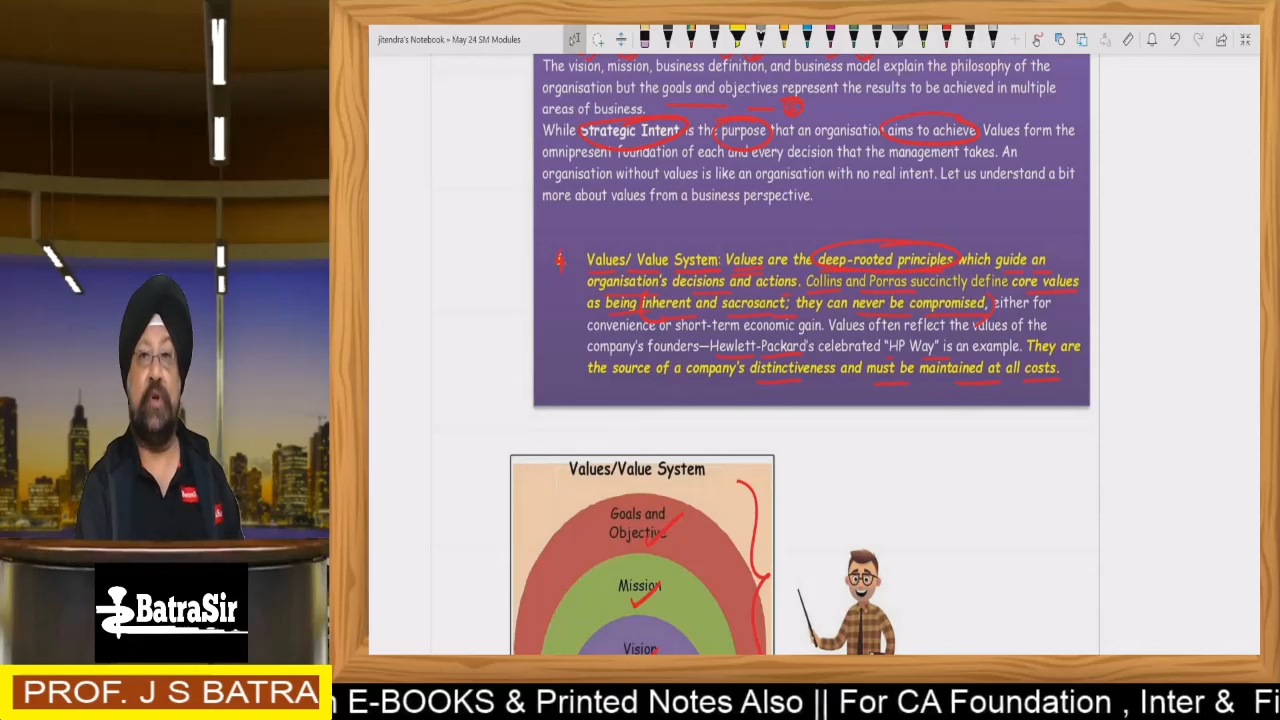 jitendra's Notebook » May 24 SM Modules
The vision, mission, business definition, and business model explain the philosophy of the
organisation but the goals and objectives represent the results to be achieved in multiple
areas of business.
While Strategic Intent is the purpose that an organisation aims to achieve. Values form the
omnipresent foundation of each and every decision that the management takes. An
organisation without values is like an organisation with no real intent. Let us understand a bit
more about values from a business perspective.
Values/ Value System: Values are the deep-rooted principles which guide an
organisation's decisions and actions. Collins and Porras succinctly define core values
as being inherent and sacrosanct; they can never be compromised, either for
convenience or short-term economic gain. Values often reflect the values of the
company's founders—Hewlett-Packard's celebrated "HP Way" is an example. They are
the source of a company's distinctiveness and must be maintained at all costs.
Values/Value System
Goals and
Objective
Mission
Vision
BatraSir
PROF. J S BATRA
E-BOOKS & Printed Notes Also || For CA Foundation , Inter & Fi